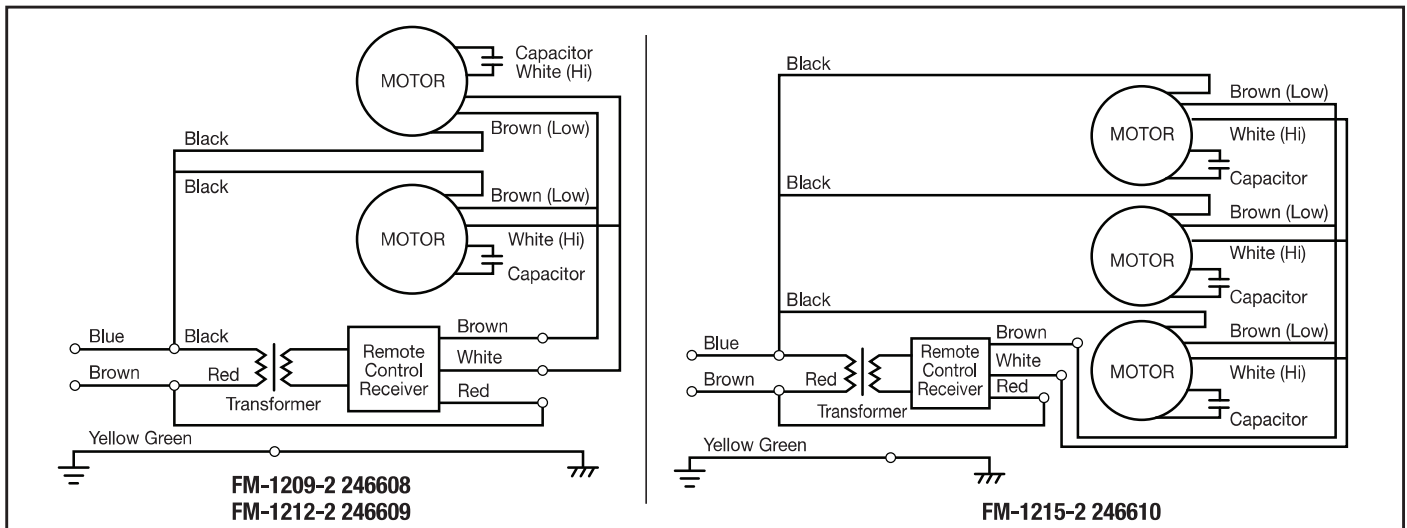 Capacitor
White (Hi)
MOTOR
Brown (Low)
Black
Black
Brown (Low)
MOTOR
White (Hi)
Capacitor
Blue
Black
Brown
Red
Transformer
Remote
Control
Receiver
Brown
White
Red
Yellow Green
FM-1209-2 246608
FM-1212-2 246609
Black
Brown (Low)
MOTOR
White (Hi)
Capacitor
Black
Brown (Low)
MOTOR
White (Hi)
Capacitor
Black
Brown (Low)
MOTOR
White (Hi)
Capacitor
Blue
Brown
Red
Transformer
Remote
Control
Receiver
Brown
White
Red
Yellow Green
FM-1215-2 246610